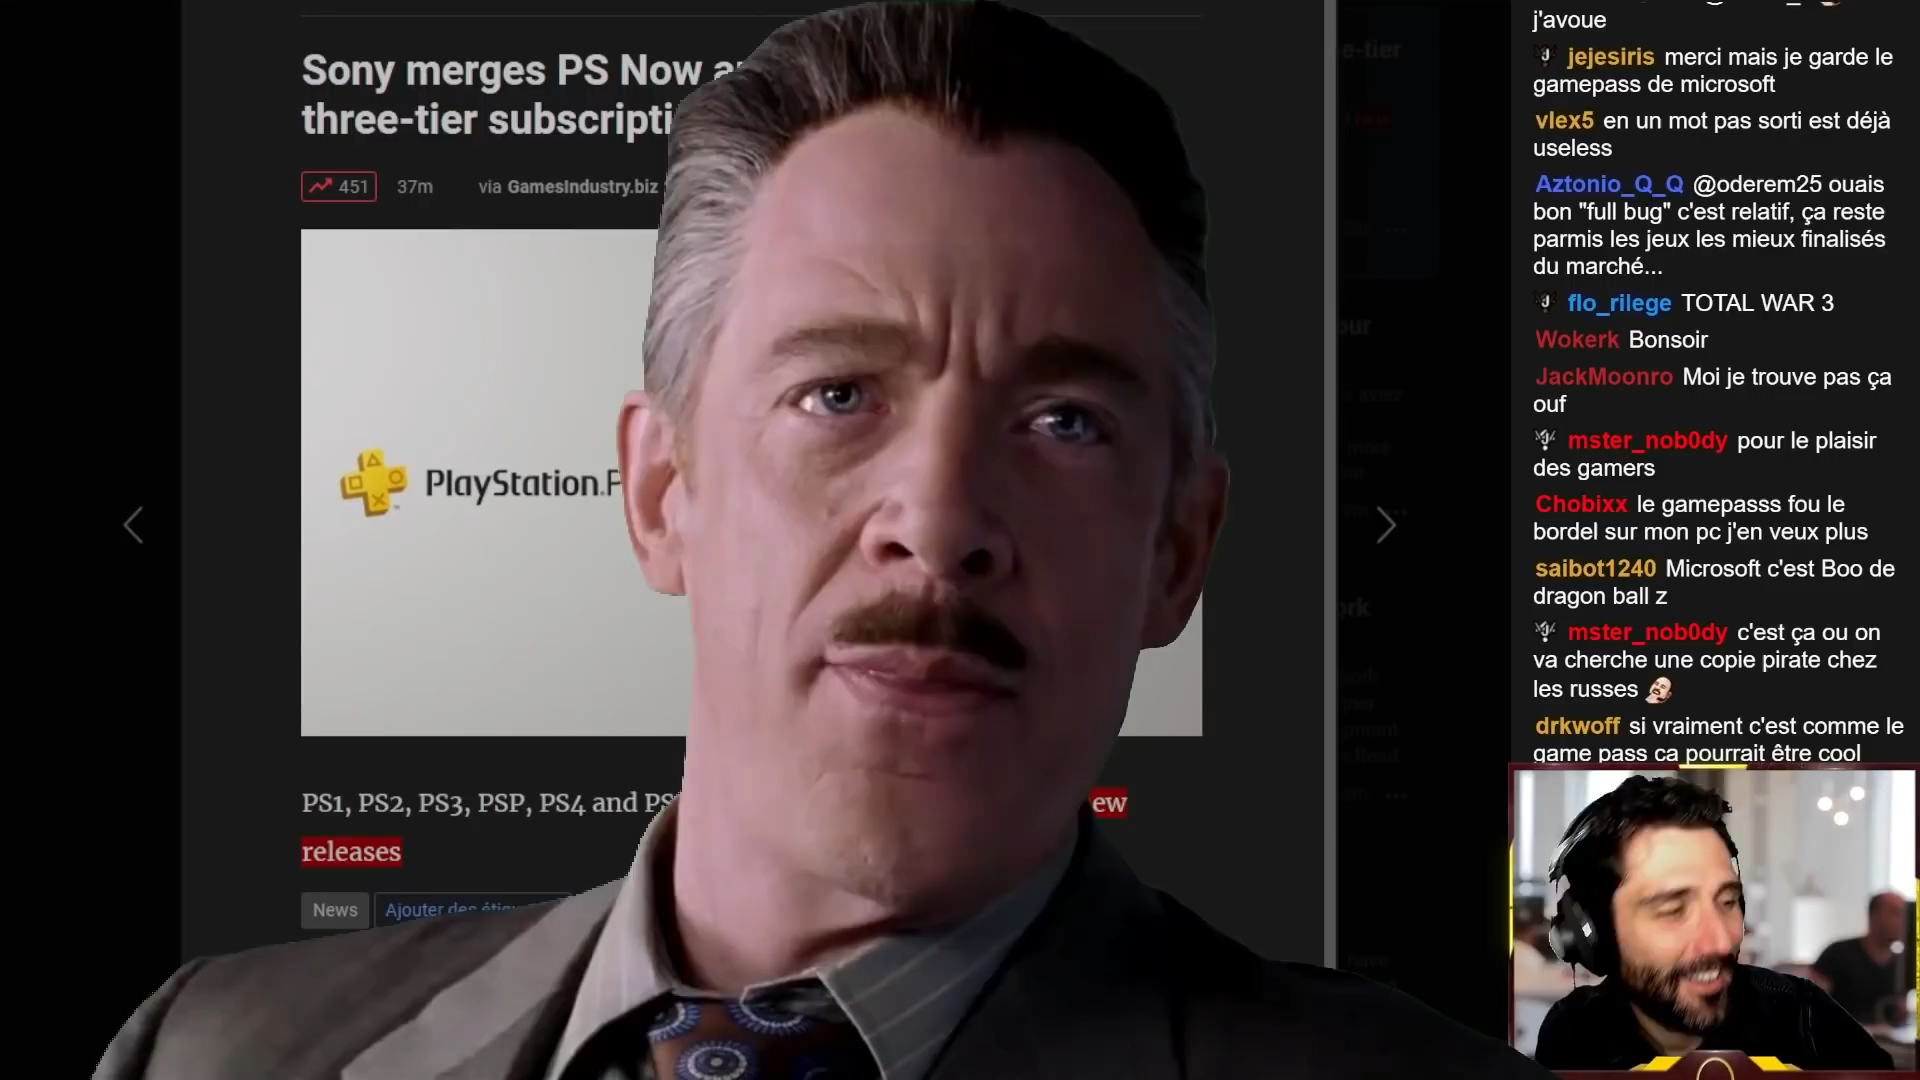 Sony merges PS Now
three-tier
451
37m
via GamesIndustry.biz
PlayStation
PS1, PS2, PS3, PSP, PS4 and
ew
releases
News
Ajouter des
e-tier
j'avoue
jejesiris merci mais je garde le
gamepass de microsoft
vlex5 en un mot pas sorti est déjà
useless
Aztonio_Q_Q @oderem25 ouais
bon "full bug" c'est relatif, ça reste
parmis les jeux les mieux finalisés
du marché...
flo_rilege TOTAL WAR 3
Wokerk Bonsoir
JackMoonro Moi je trouve pas ça
ouf
mster_nob0dy pour le plaisir
des gamers
Chobixx le gamepasss fou le
bordel sur mon pc j'en veux plus
saibot1240 Microsoft c'est Boo de
dragon ball z
mster_nob0dy c'est ça ou on
va cherche une copie pirate chez
les russes
drkwoff si vraiment c'est comme le
game pass ca pourrait être cool